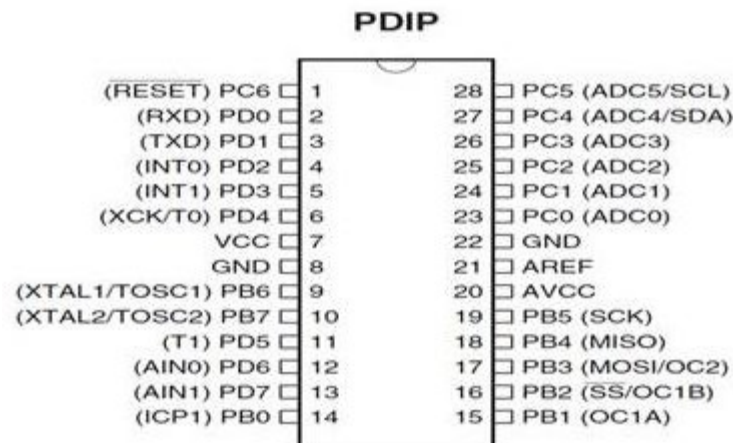 PDIP
(RESET) PC6 1 28 PC5 (ADC5/SCL)
(RXD) PD0 2 27 PC4 (ADC4/SDA)
(TXD) PD1 3 26 PC3 (ADC3)
(INT0) PD2 4 25 PC2 (ADC2)
(INT1) PD3 5 24 PC1 (ADC1)
(XCK/T0) PD4 6 23 PC0 (ADC0)
VCC 7 22 GND
GND 8 21 AREF
(XTAL1/TOSC1) PB6 9 20 AVCC
(XTAL2/TOSC2) PB7 10 19 PB5 (SCK)
(T1) PD5 11 18 PB4 (MISO)
(AIN0) PD6 12 17 PB3 (MOSI/OC2)
(AIN1) PD7 13 16 PB2 (SS/OC1B)
(ICP1) PB0 14 15 PB1 (OC1A)